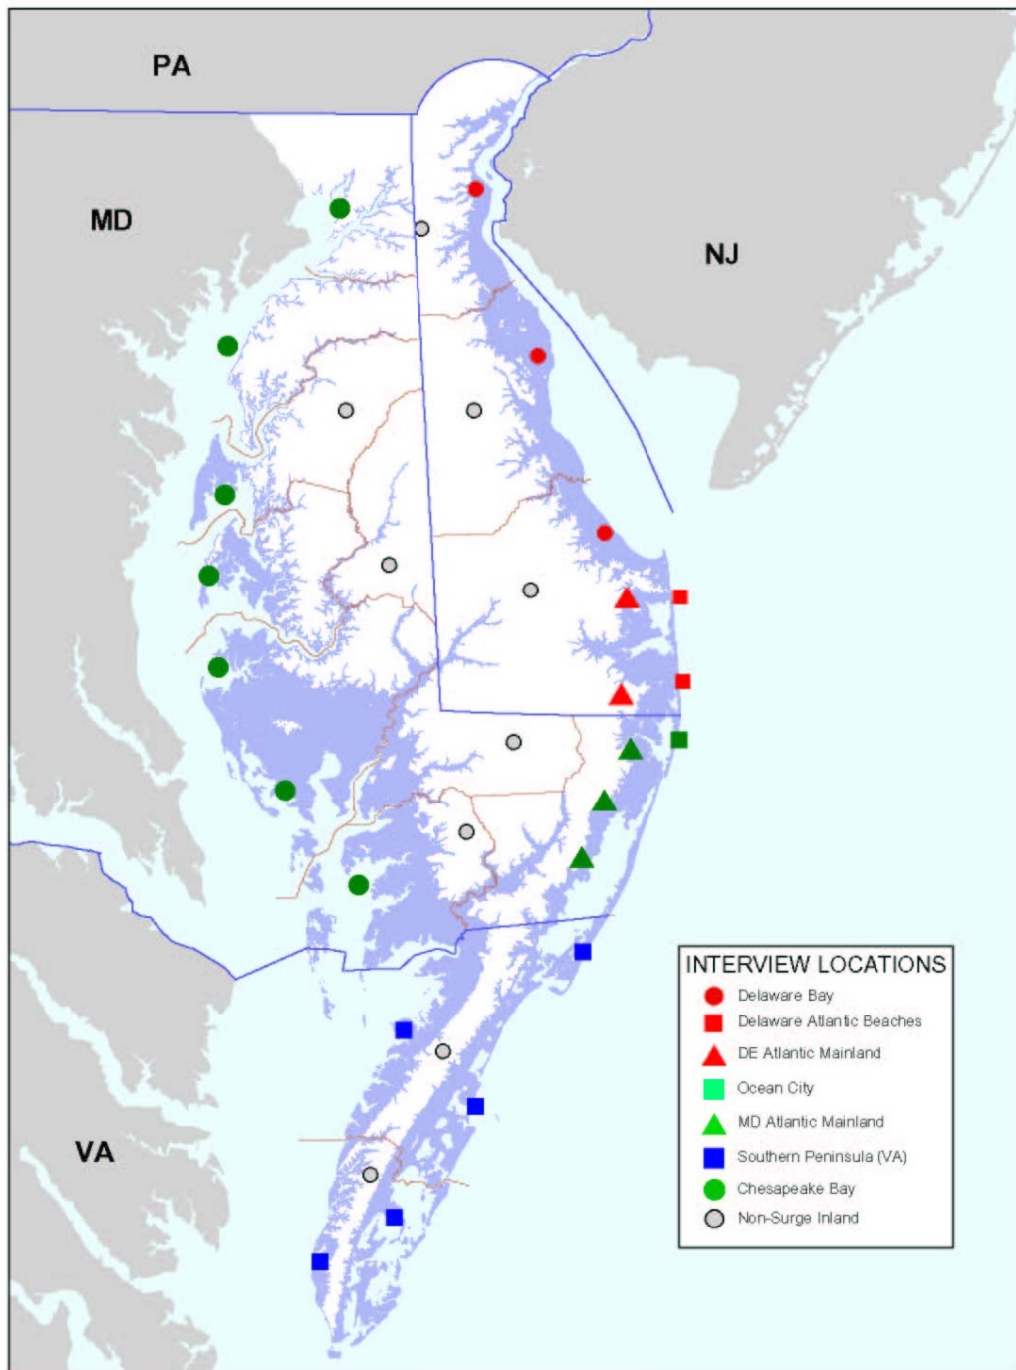 PA
MD
NJ
VA
INTERVIEW LOCATIONS
Delaware Bay
Delaware Atlantic Beaches
DE Atlantic Mainland
Ocean City
MD Atlantic Mainland
Southern Peninsula (VA)
Chesapeake Bay
Non-Surge Inland